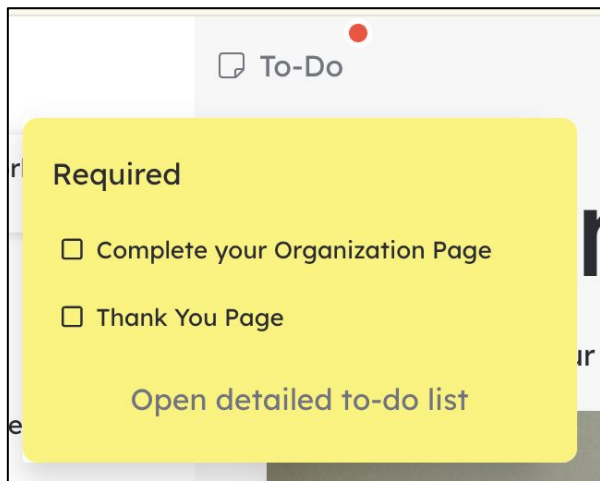 To-Do
Required
Complete your Organization Page
Thank You Page
Open detailed to-do list